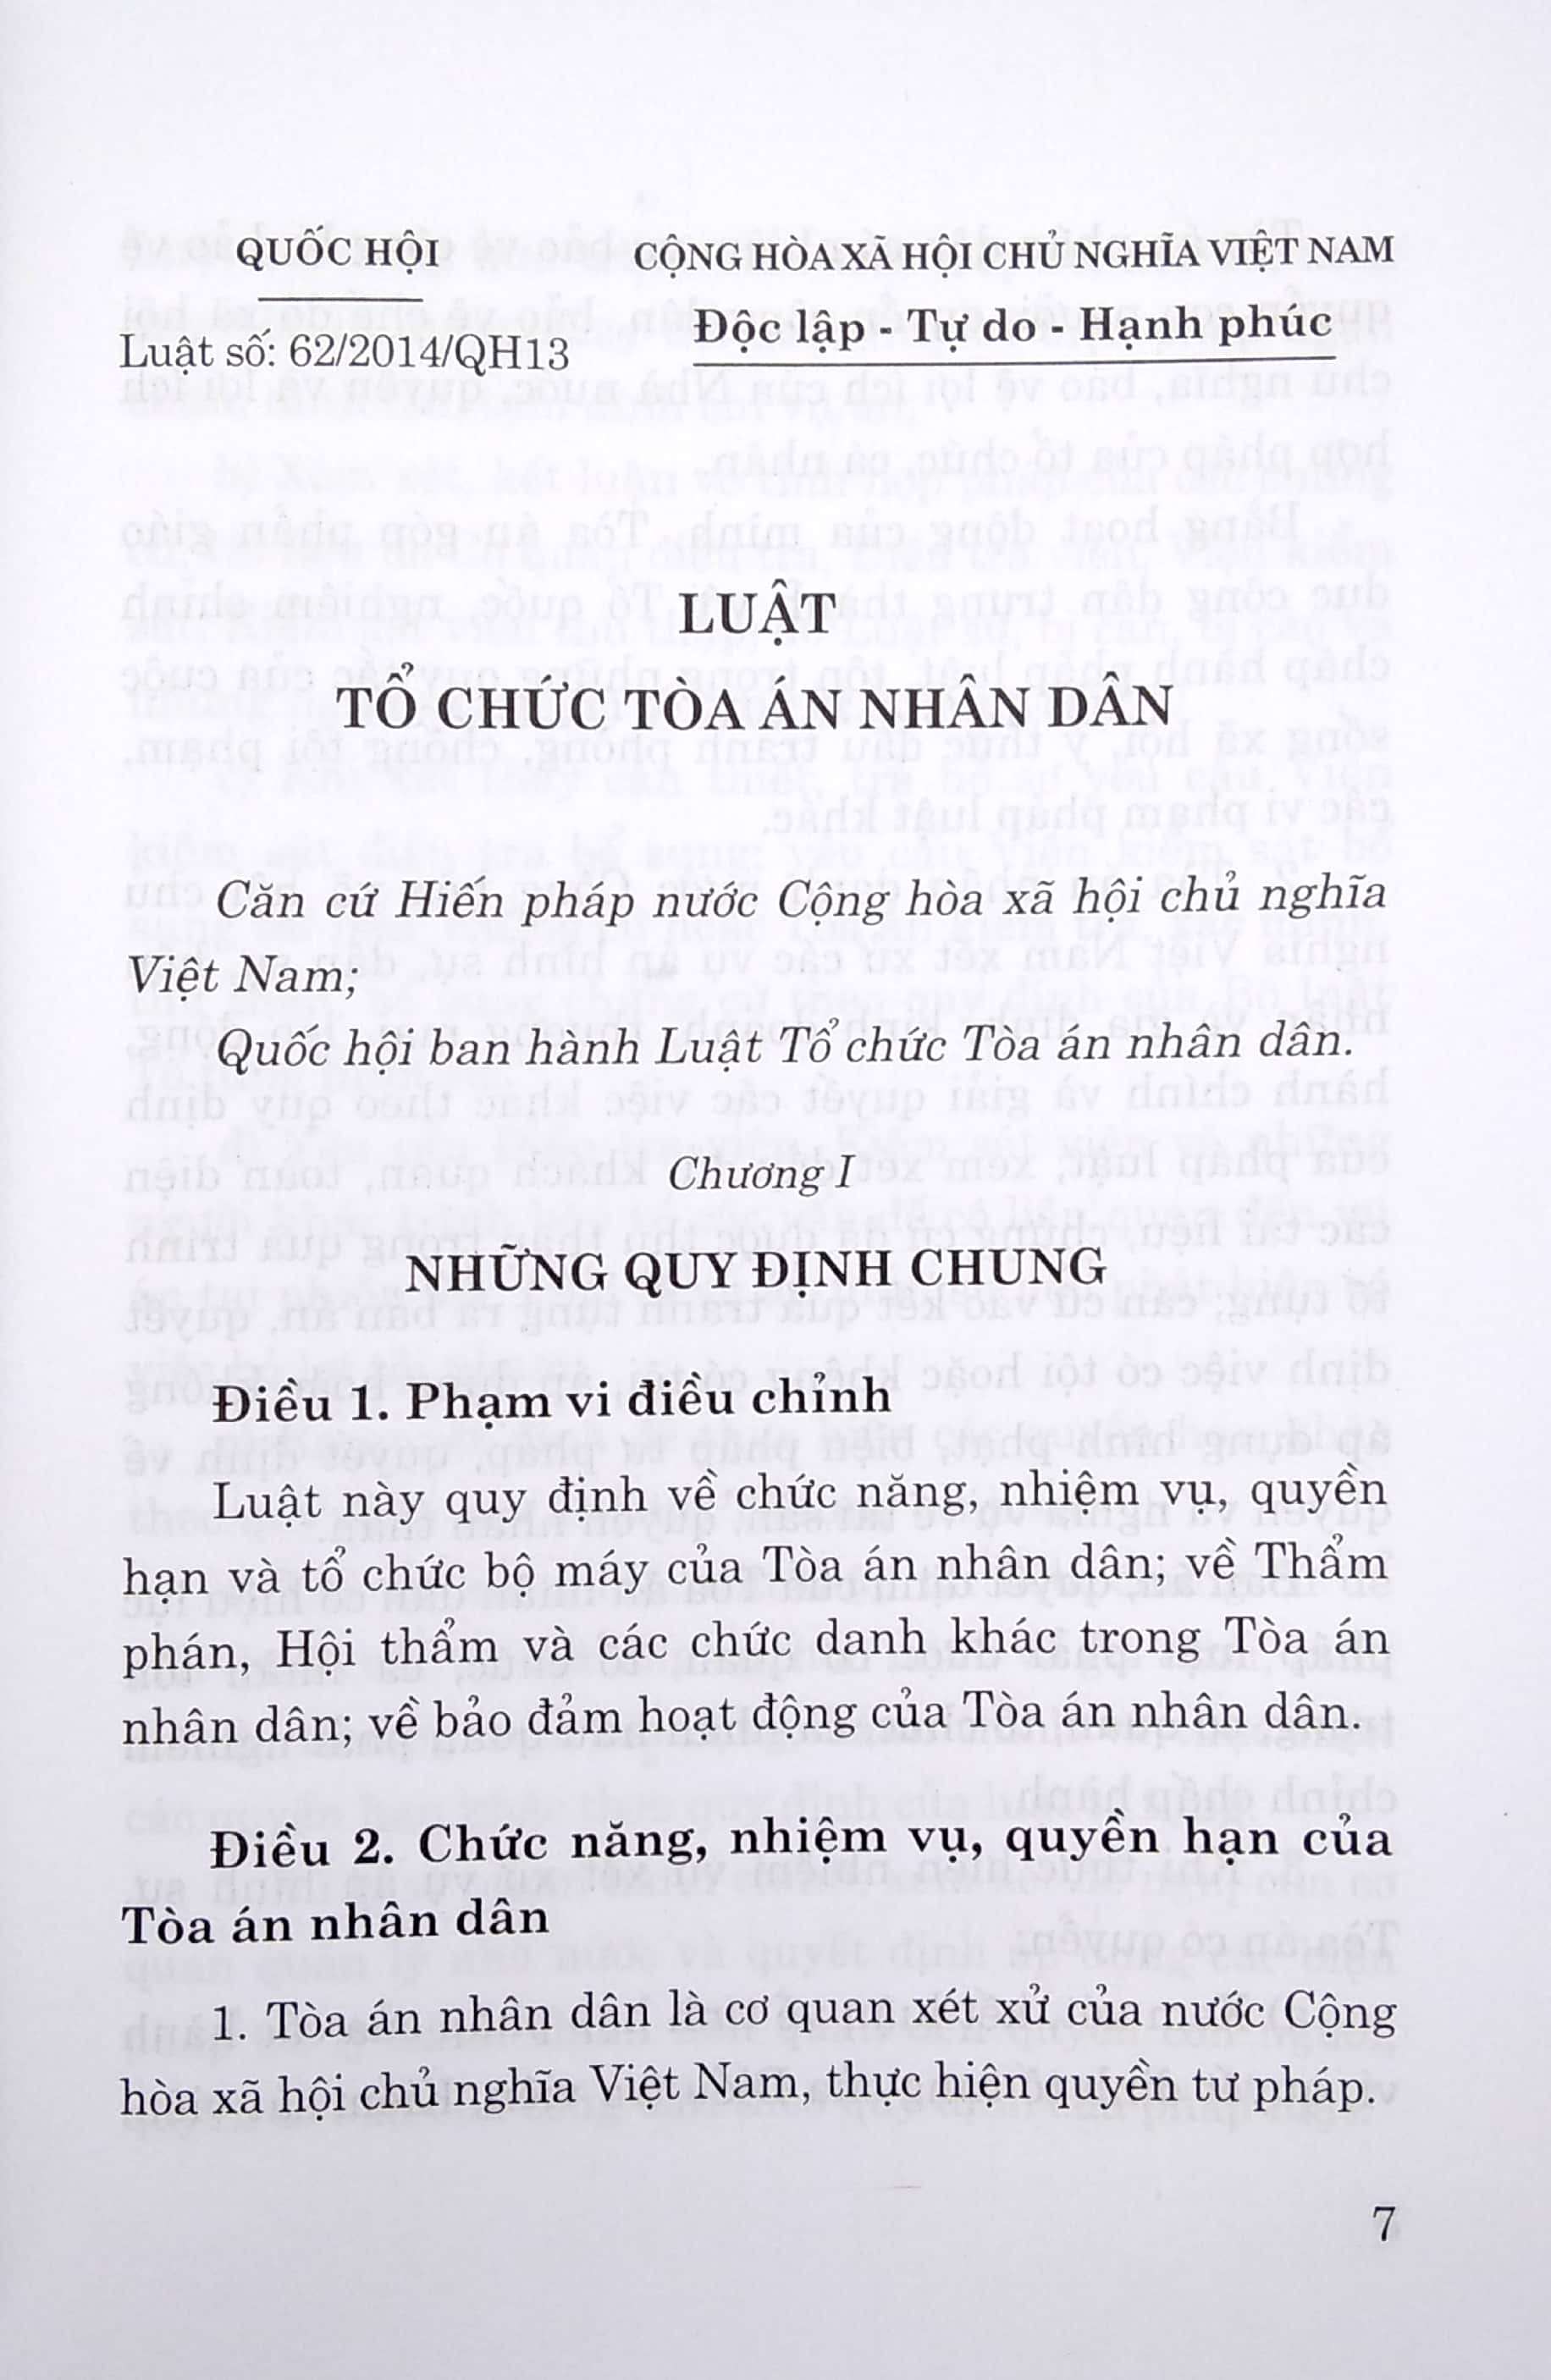 QUỐC HỘI
CỘNG HÒA XÃ HỘI CHỦ NGHĨA VIỆT NAM
Luật số: 62/2014/QH13
Độc lập - Tự do - Hạnh phúc
LUẬT
TỔ CHỨC TÒA ÁN NHÂN DÂN
Căn cứ Hiến pháp nước Cộng hòa xã hội chủ nghĩa
Việt Nam;
Quốc hội ban hành Luật Tổ chức Tòa án nhân dân.
Chương I
NHỮNG QUY ĐỊNH CHUNG
Điều 1. Phạm vi điều chỉnh
Luật này quy định về chức năng, nhiệm vụ, quyền
hạn và tổ chức bộ máy của Tòa án nhân dân; về Thẩm
phán, Hội thẩm và các chức danh khác trong Tòa án
nhân dân; về bảo đảm hoạt động của Tòa án nhân dân.
Điều 2. Chức năng, nhiệm vụ, quyền hạn của
Tòa án nhân dân
1. Tòa án nhân dân là cơ quan xét xử của nước Cộng
hòa xã hội chủ nghĩa Việt Nam, thực hiện quyền tư pháp.
7